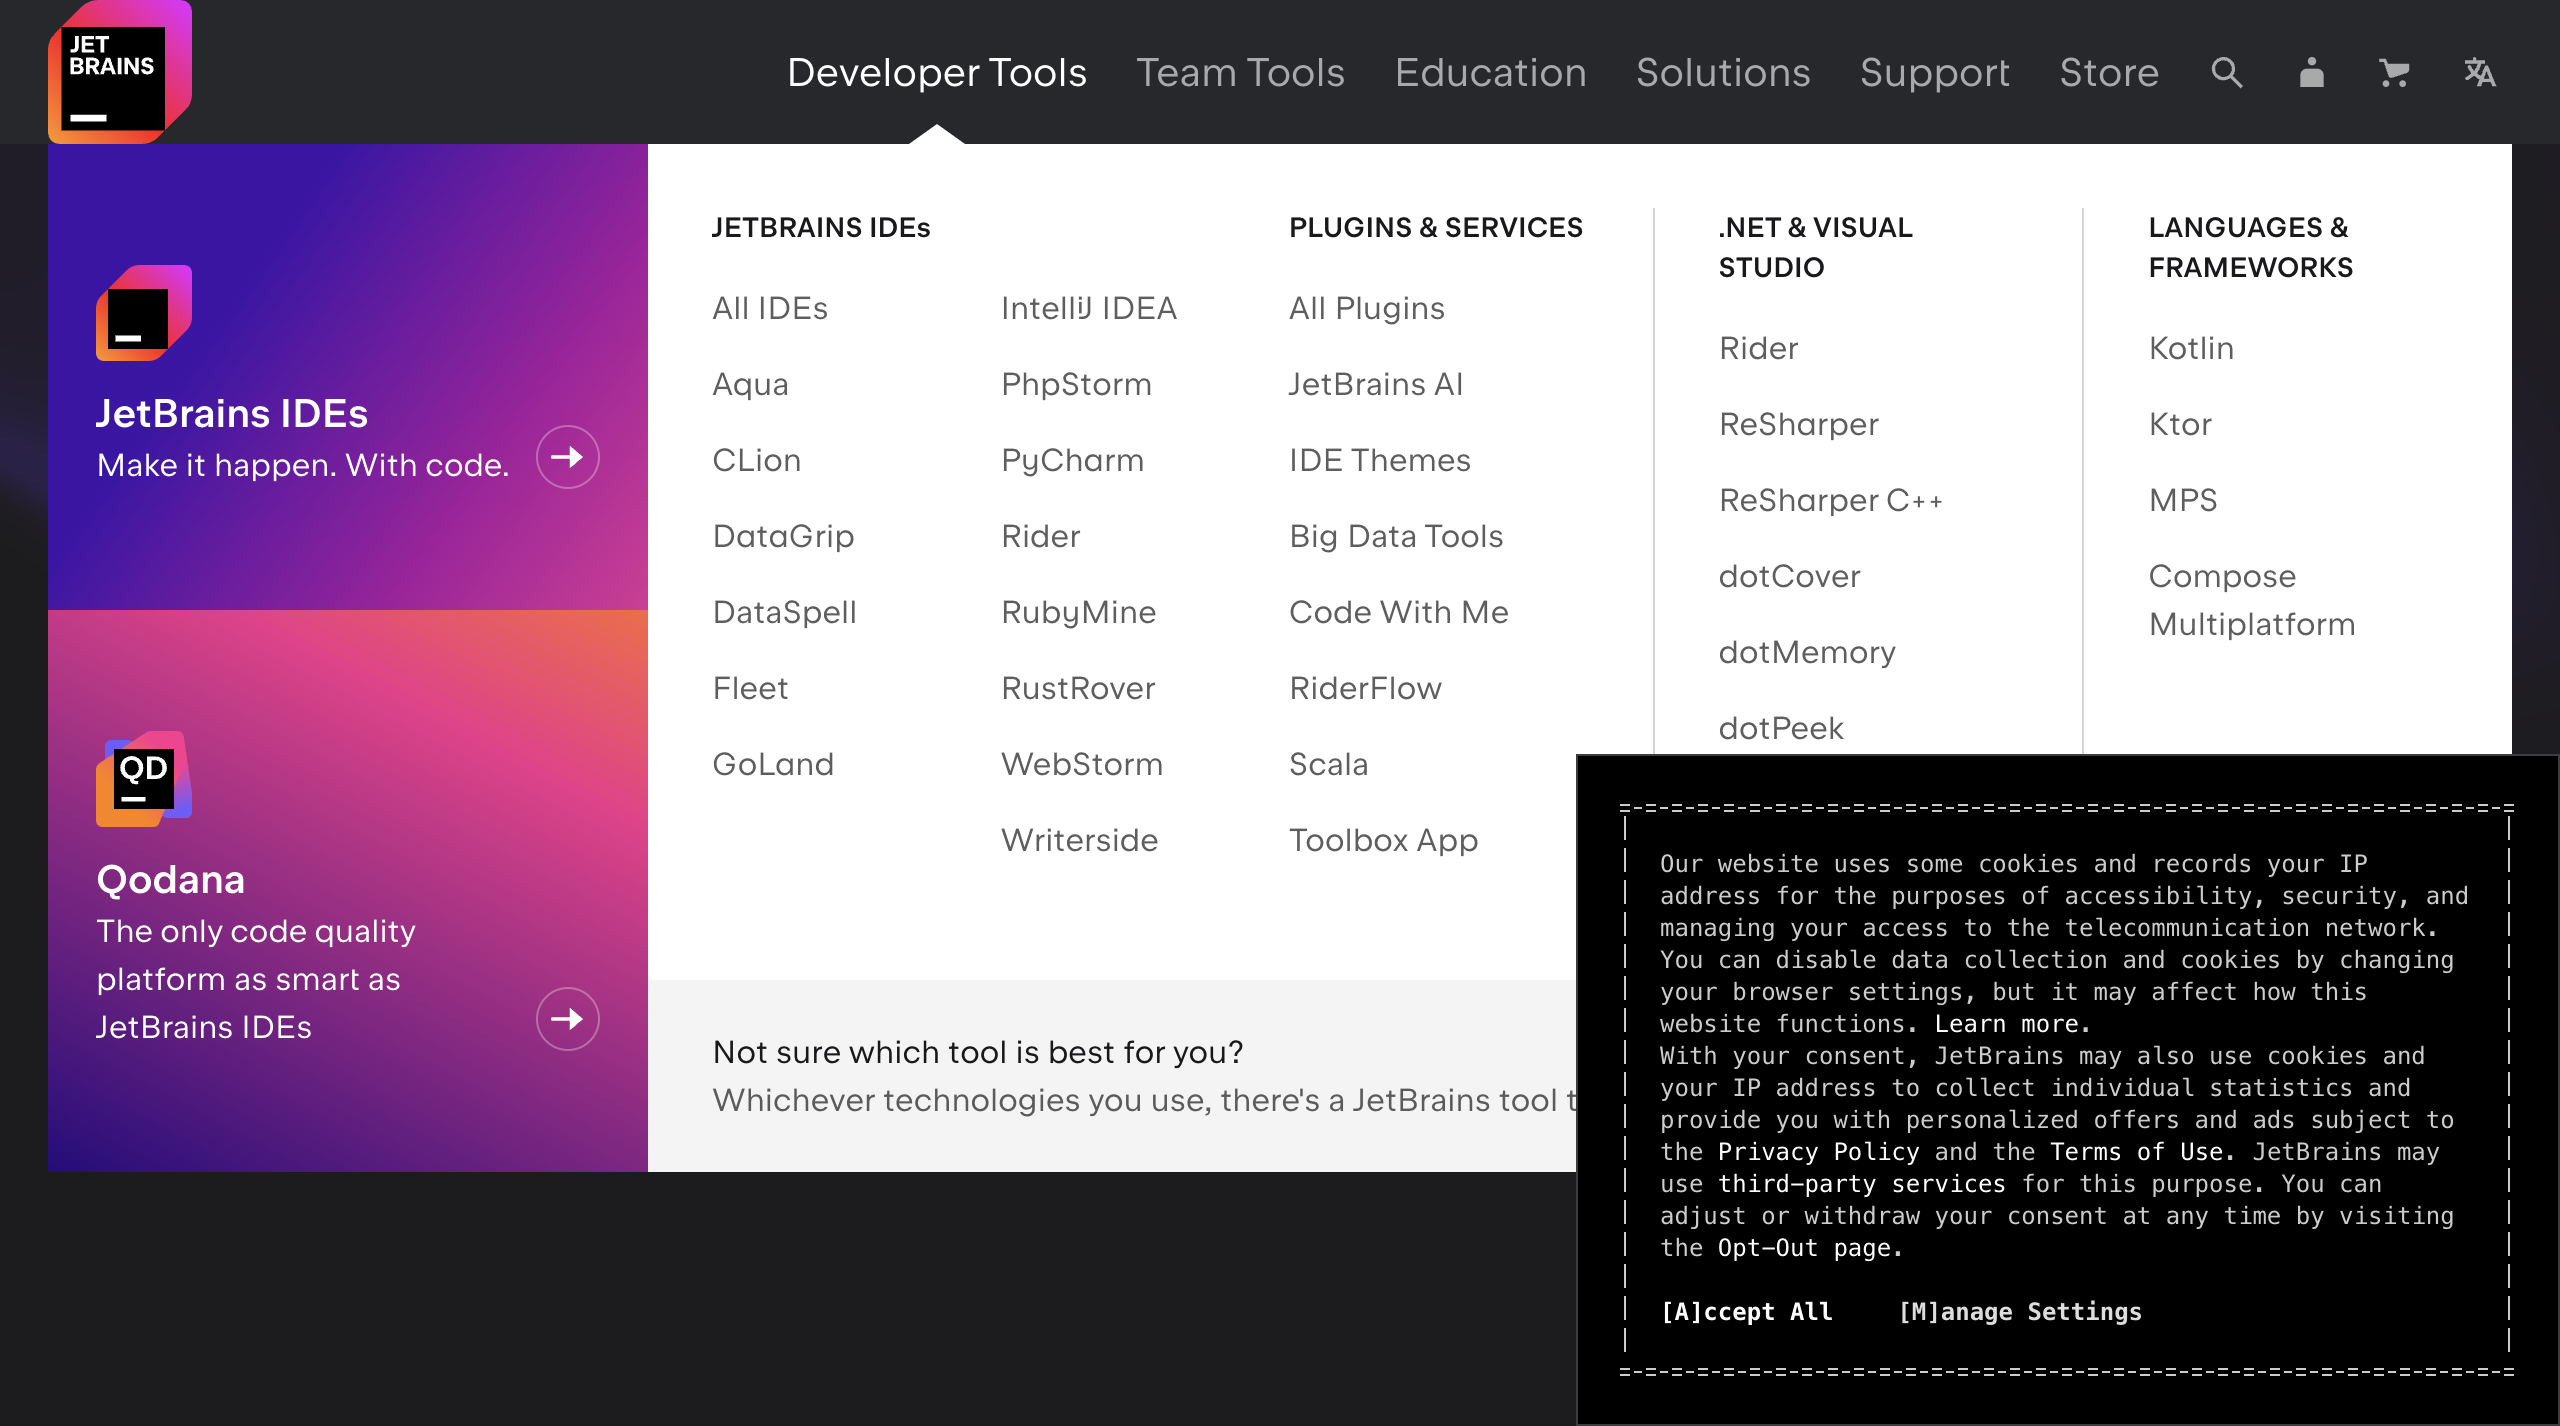 JET
BRAINS
Developer Tools
Team Tools
Education
Solutions
Support
Store
JetBrains IDEs
Make it happen. With code.
QD
Qodana
The only code quality
platform as smart as
JetBrains IDEs
JETBRAINS IDEs
All IDEs
Aqua
CLion
DataGrip
DataSpell
Fleet
GoLand
IntelliJ IDEA
PhpStorm
PyCharm
Rider
RubyMine
RustRover
WebStorm
Writerside
PLUGINS & SERVICES
All Plugins
JetBrains AI
IDE Themes
Big Data Tools
Code With Me
RiderFlow
Scala
Toolbox App
.NET & VISUAL
STUDIO
Rider
ReSharper
ReSharper C++
dotCover
dotMemory
dotPeek
LANGUAGES &
FRAMEWORKS
Kotlin
Ktor
MPS
Compose
Multiplatform
Not sure which tool is best for you?
Whichever technologies you use, there's a JetBrains tool t
Our website uses some cookies and records your IP
address for the purposes of accessibility, security, and
managing your access to the telecommunication network.
You can disable data collection and cookies by changing
your browser settings, but it may affect how this
website functions. Learn more.
With your consent, JetBrains may also use cookies and
your IP address to collect individual statistics and
provide you with personalized offers and ads subject to
the Privacy Policy and the Terms of Use. JetBrains may
use third-party services for this purpose. You can
adjust or withdraw your consent at any time by visiting
the Opt-Out page.
[A]ccept All
[M]anage Settings